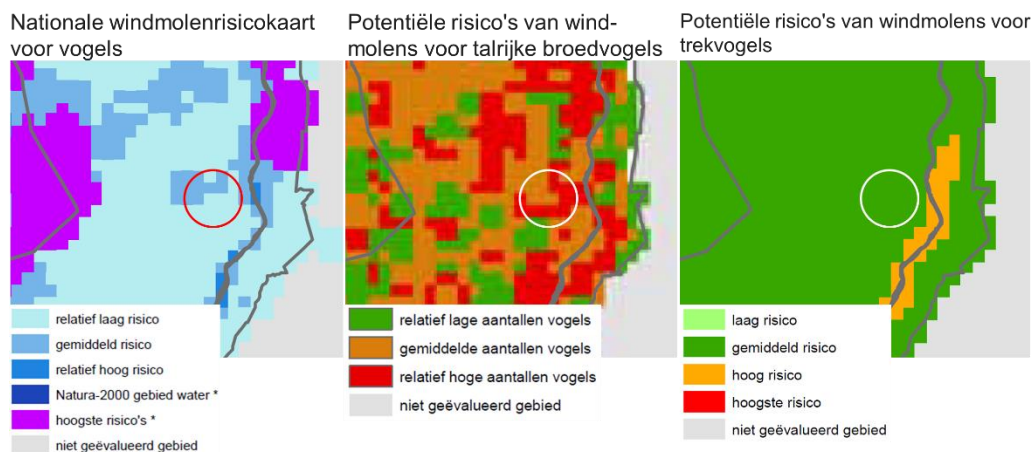 Nationale windmolenrisicokaart
voor vogels
relatief laag risico
gemiddeld risico
relatief hoog risico
Natura-2000 gebied water *
hoogste risico's *
niet geëvalueerd gebied
Potentiële risico's van wind-
molens voor talrijke broedvogels
relatief lage aantallen vogels
gemiddelde aantallen vogels
relatief hoge aantallen vogels
niet geëvalueerd gebied
Potentiële risico's van windmolens voor
trekvogels
laag risico
gemiddeld risico
hoog risico
hoogste risico
niet geëvalueerd gebied